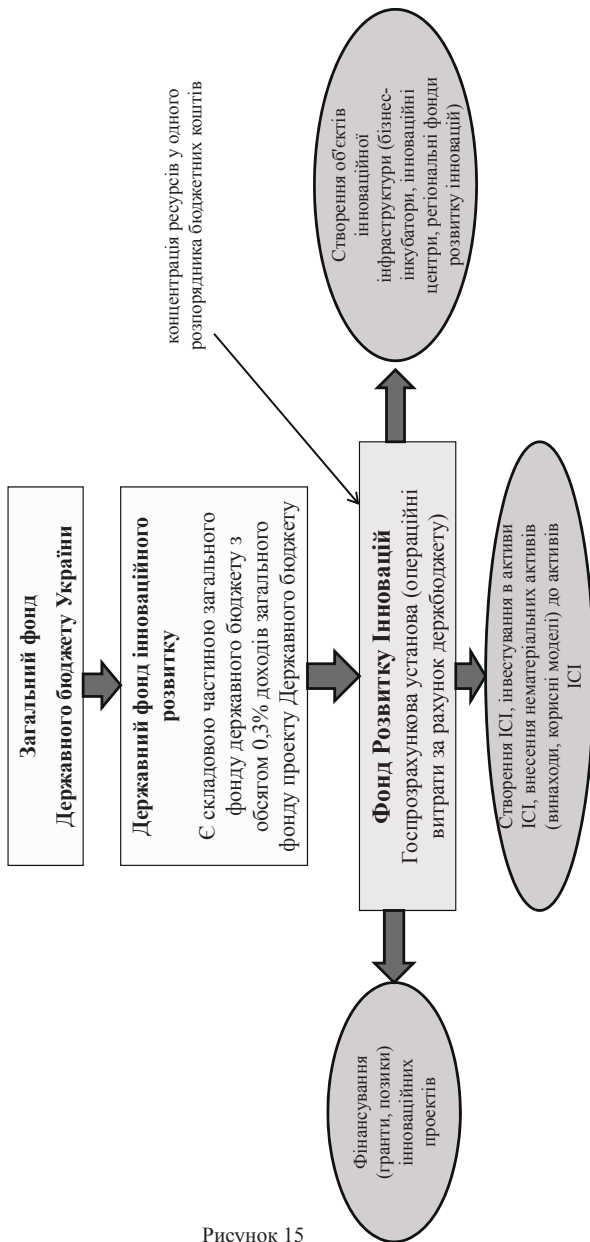 Загальний фонд
Державного бюджету України
Державний фонд інноваційного
розвитку
Є складовою частиною загального
фонду державного бюджету з
обсягом 0,3% доходів загального
фонду проекту Державного бюджету
концентрація ресурсів у одного
розпорядника бюджетних коштів
Фонд Розвитку Інновацій
Госпрозрахункова установа (операційні
витрати за рахунок держбюджету)
Фінансування
(гранти, позики)
інноваційних
проектів
Створення ІСІ, інвестування в активи
ІСІ, внесення нематеріальних активів
(винаходи, корисні моделі) до активів
ІСІ
Створення об'єктів
інноваційної
інфраструктури (бізнес-
інкубатори, інноваційні
центри, регіональні фонди
розвитку інновацій)
Рисунок 15